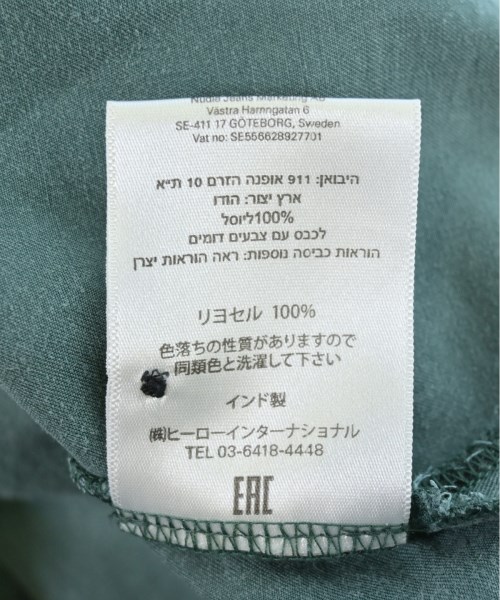 Nudie Jeans Marketing AB
Västra Hamngatan 6
SE-411 17 GÖTEBORG, Sweden
Vat no: SE556628927701
היבואן: 911 אופנה הזרם 10 ת״א
ארץ יצור: הודו
100%ליוסל
לכבס עם צבעים דומים
הוראות כביסה נוספות: ראה הוראות יצרן
リヨセル 100%
色落ちの性質がありますので
同類色と洗濯して下さい
インド製
㈱ヒーローインターナショナル
TEL 03-6418-4448
EAC